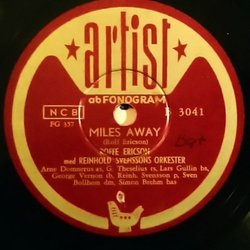 artist
ab FONOGRAM
NCB
B 3041
FG 357
MILES AWAY
(Rolf Ericson)
ROFFE ERICSON
med REINHOLD SVENSSONS ORKESTER
Arne Domnerus as, G. Theselius ts, Lars Gullin bs,
George Vernon tb, Reinh. Svensson p, Sven
Bollhem dm, Simon Brehm bas